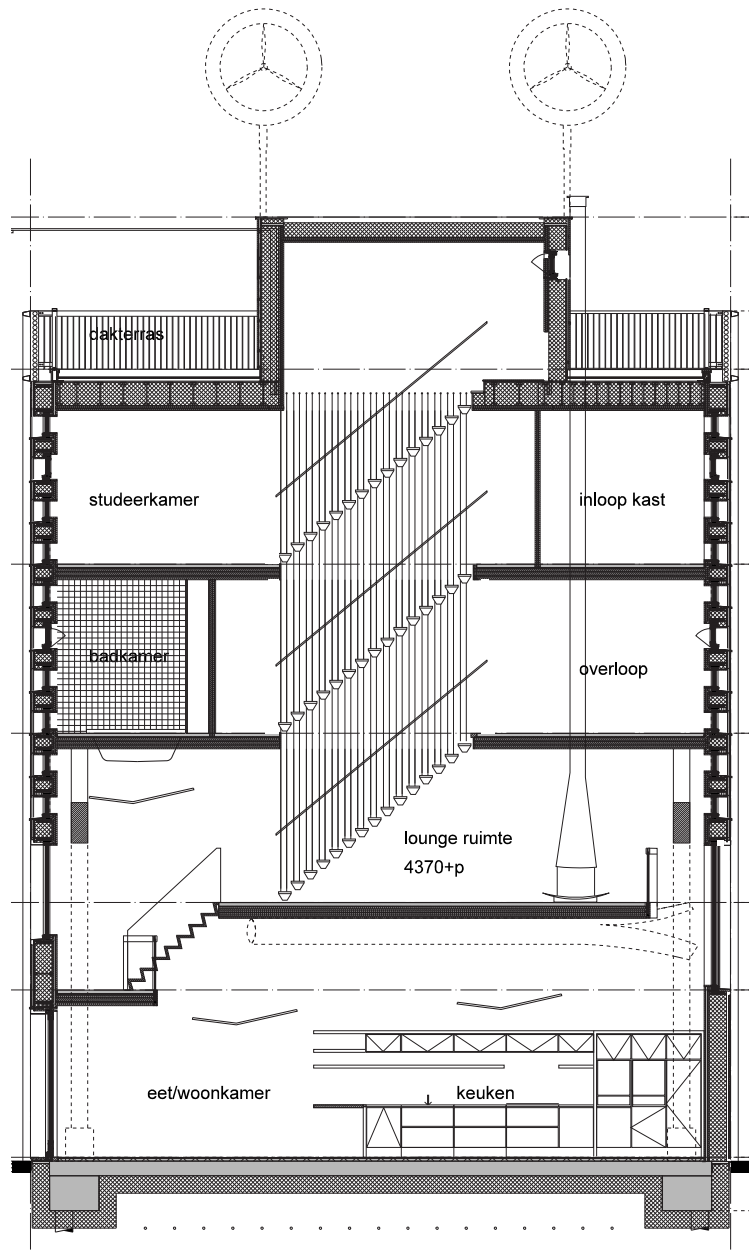 dakterras
studeerkamer
inloop kast
badkamer
overloop
lounge ruimte
4370+p
eet/woonkamer
keuken